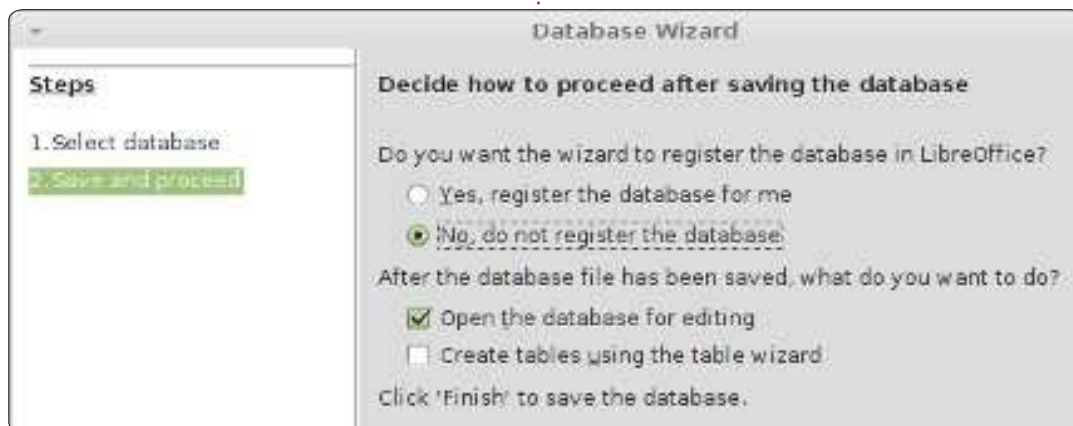 Database Wizard
Steps
1.Select database
2.Save and proceed
Decide how to proceed after saving the database
Do you want the wizard to register the database in LibreOffice?
Yes, register the database for me
No, do not register the database
After the database file has been saved, what do you want to do?
Open the database for editing
Create tables using the table wizard
Click 'Finish' to save the database.